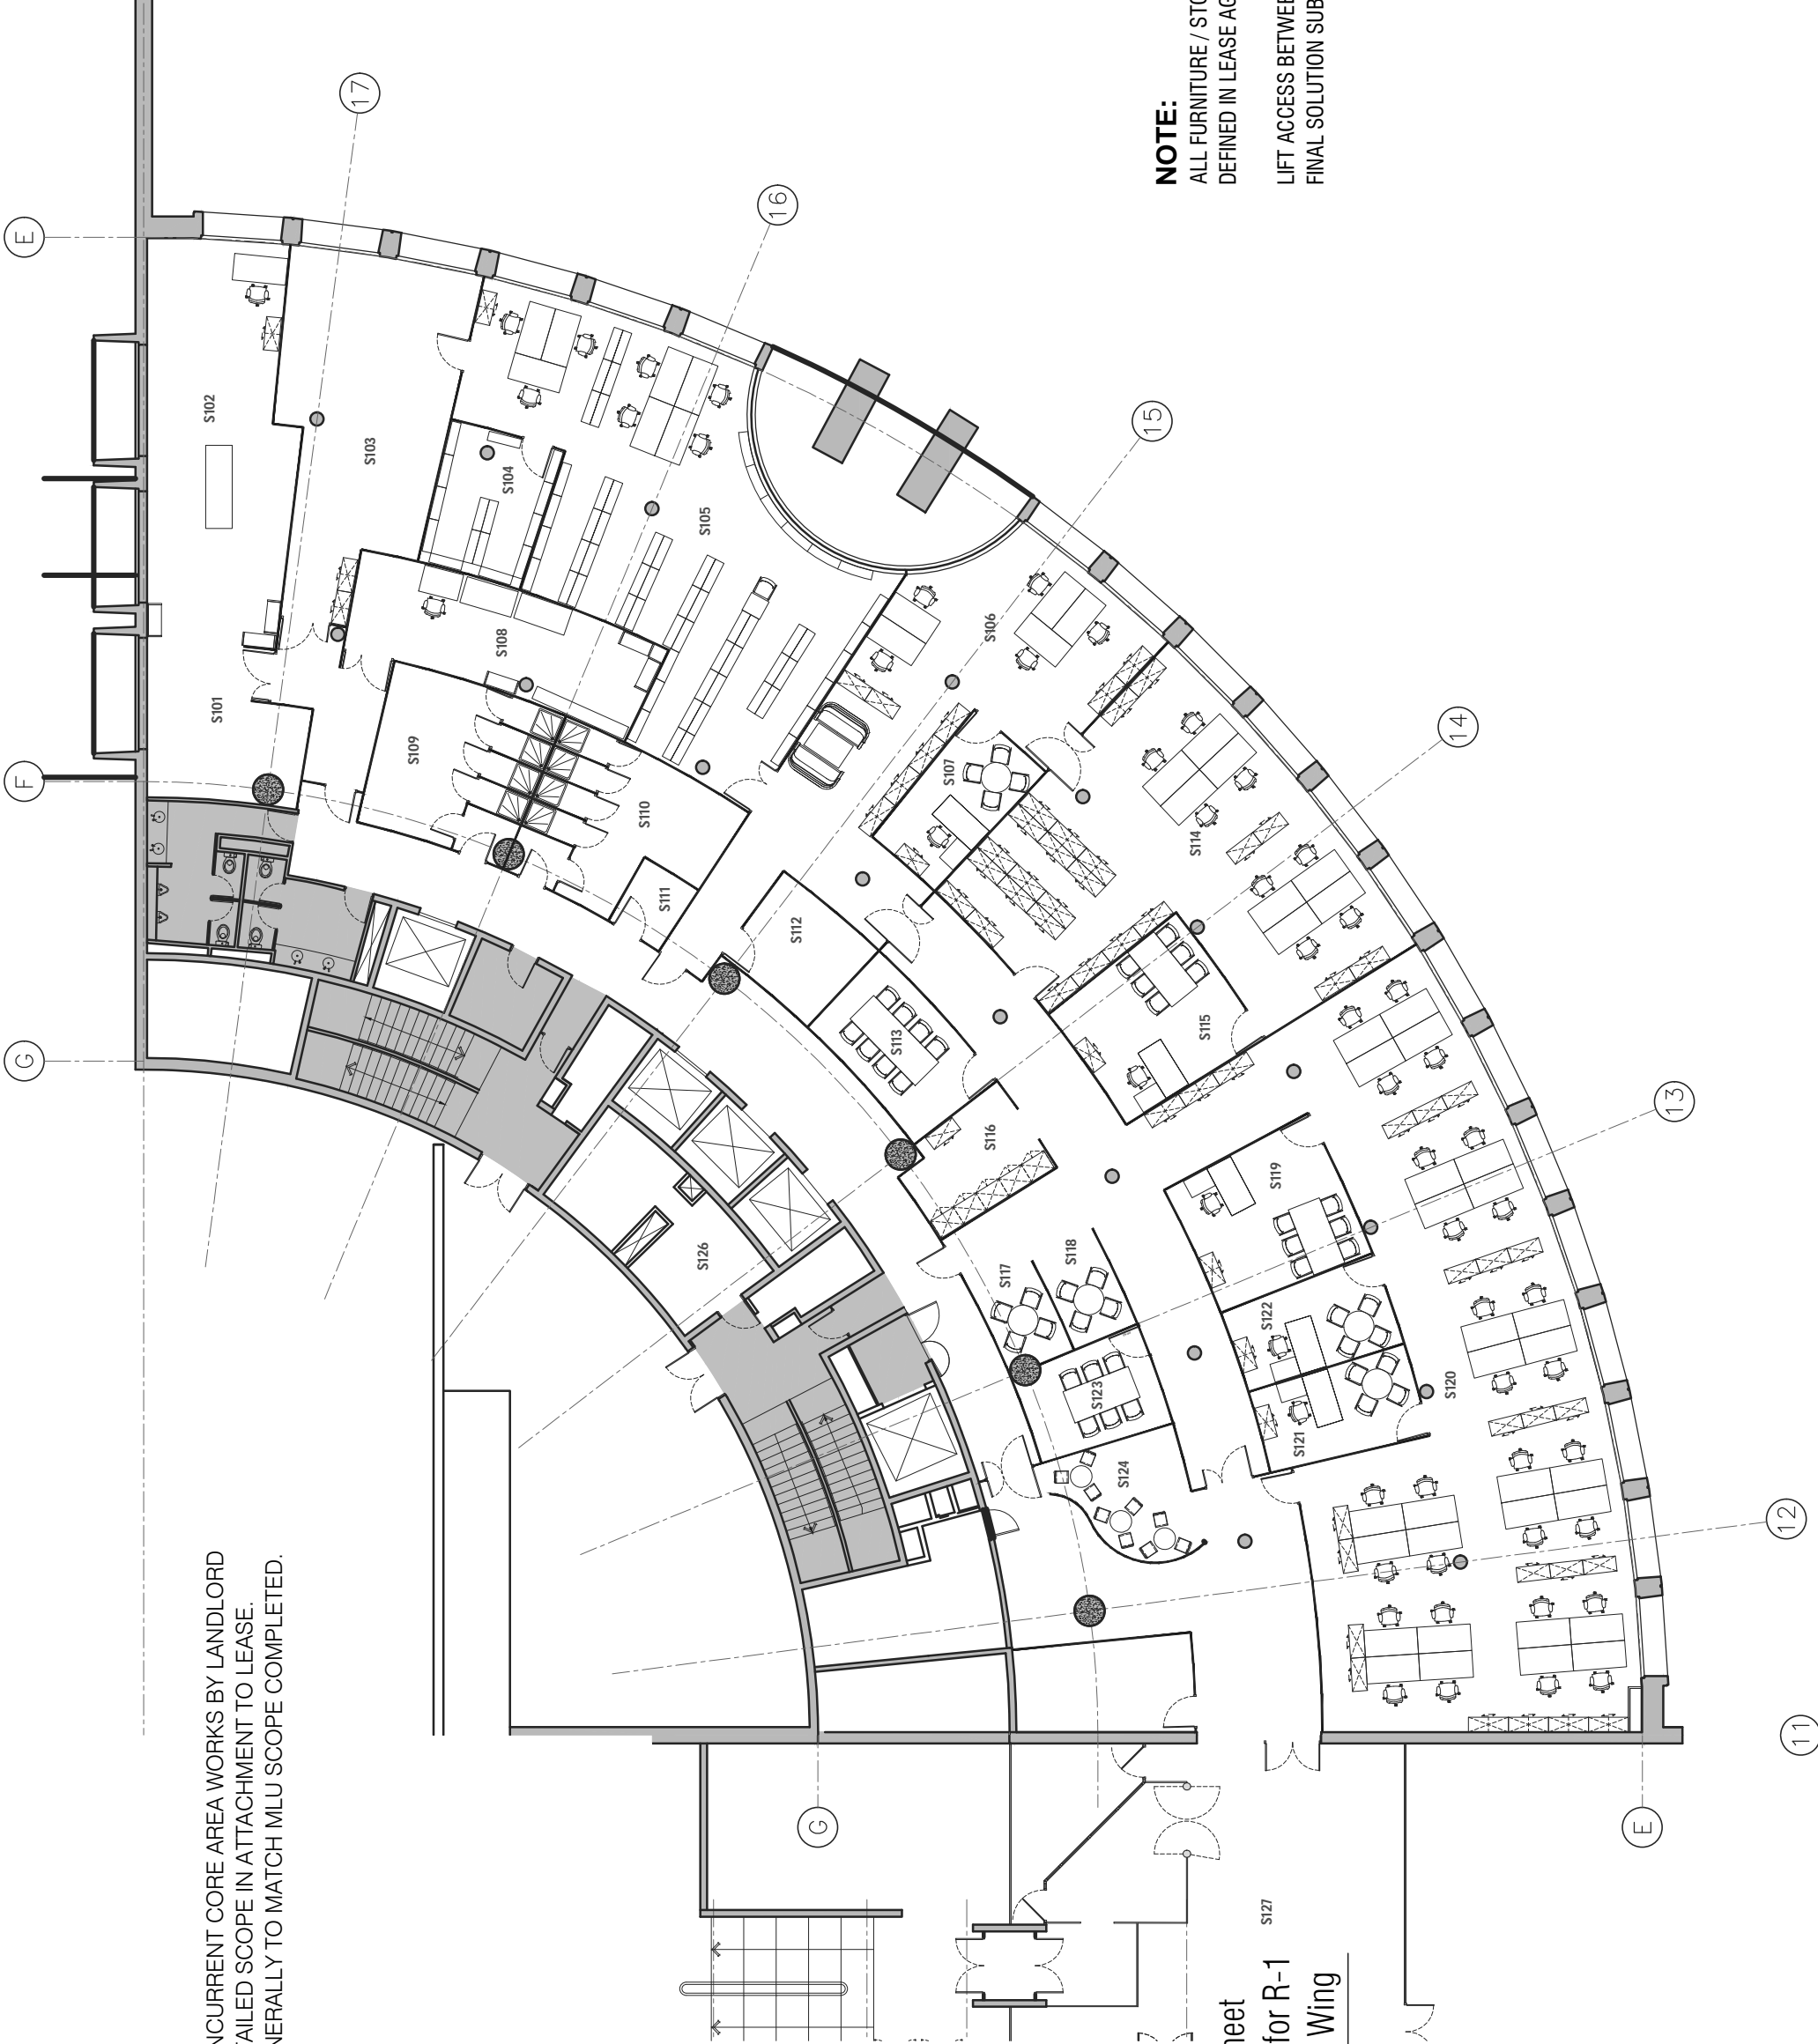 NCURRENT CORE AREA WORKS BY LANDLORD
AILED SCOPE IN ATTACHMENT TO LEASE.
NERALLY TO MATCH MLU SCOPE COMPLETED.
NOTE:
ALL FURNITURE / STO
DEFINED IN LEASE AG
LIFT ACCESS BETWEE
FINAL SOLUTION SUB
heet
for R-1
Wing
E
F
G
17
16
15
14
13
12
11
G
E
S101
S102
S103
S104
S105
S106
S107
S108
S109
S110
S111
S112
S113
S114
S115
S116
S117
S118
S119
S120
S121
S122
S123
S124
S126
S127